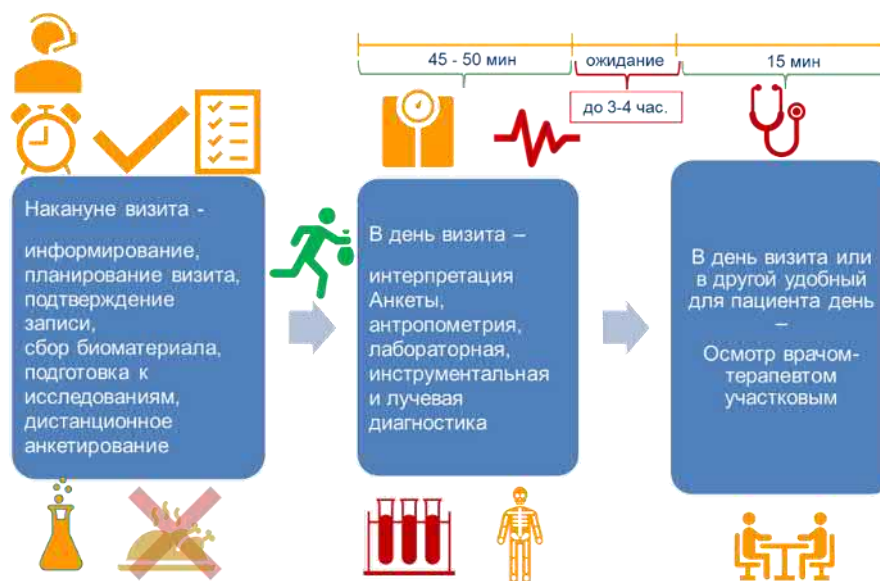 45 - 50 мин
ожидание
15 мин
до 3-4 час.
Накануне визита -
информирование,
планирование визита,
подтверждение
записи,
сбор биоматериала,
подготовка к
исследованиям,
дистанционное
анкетирование
В день визита –
интерпретация
Анкеты,
антропометрия,
лабораторная,
инструментальная
и лучевая
диагностика
В день визита или
в другой удобный
для пациента день
–
Осмотр врачом-
терапевтом
участковым